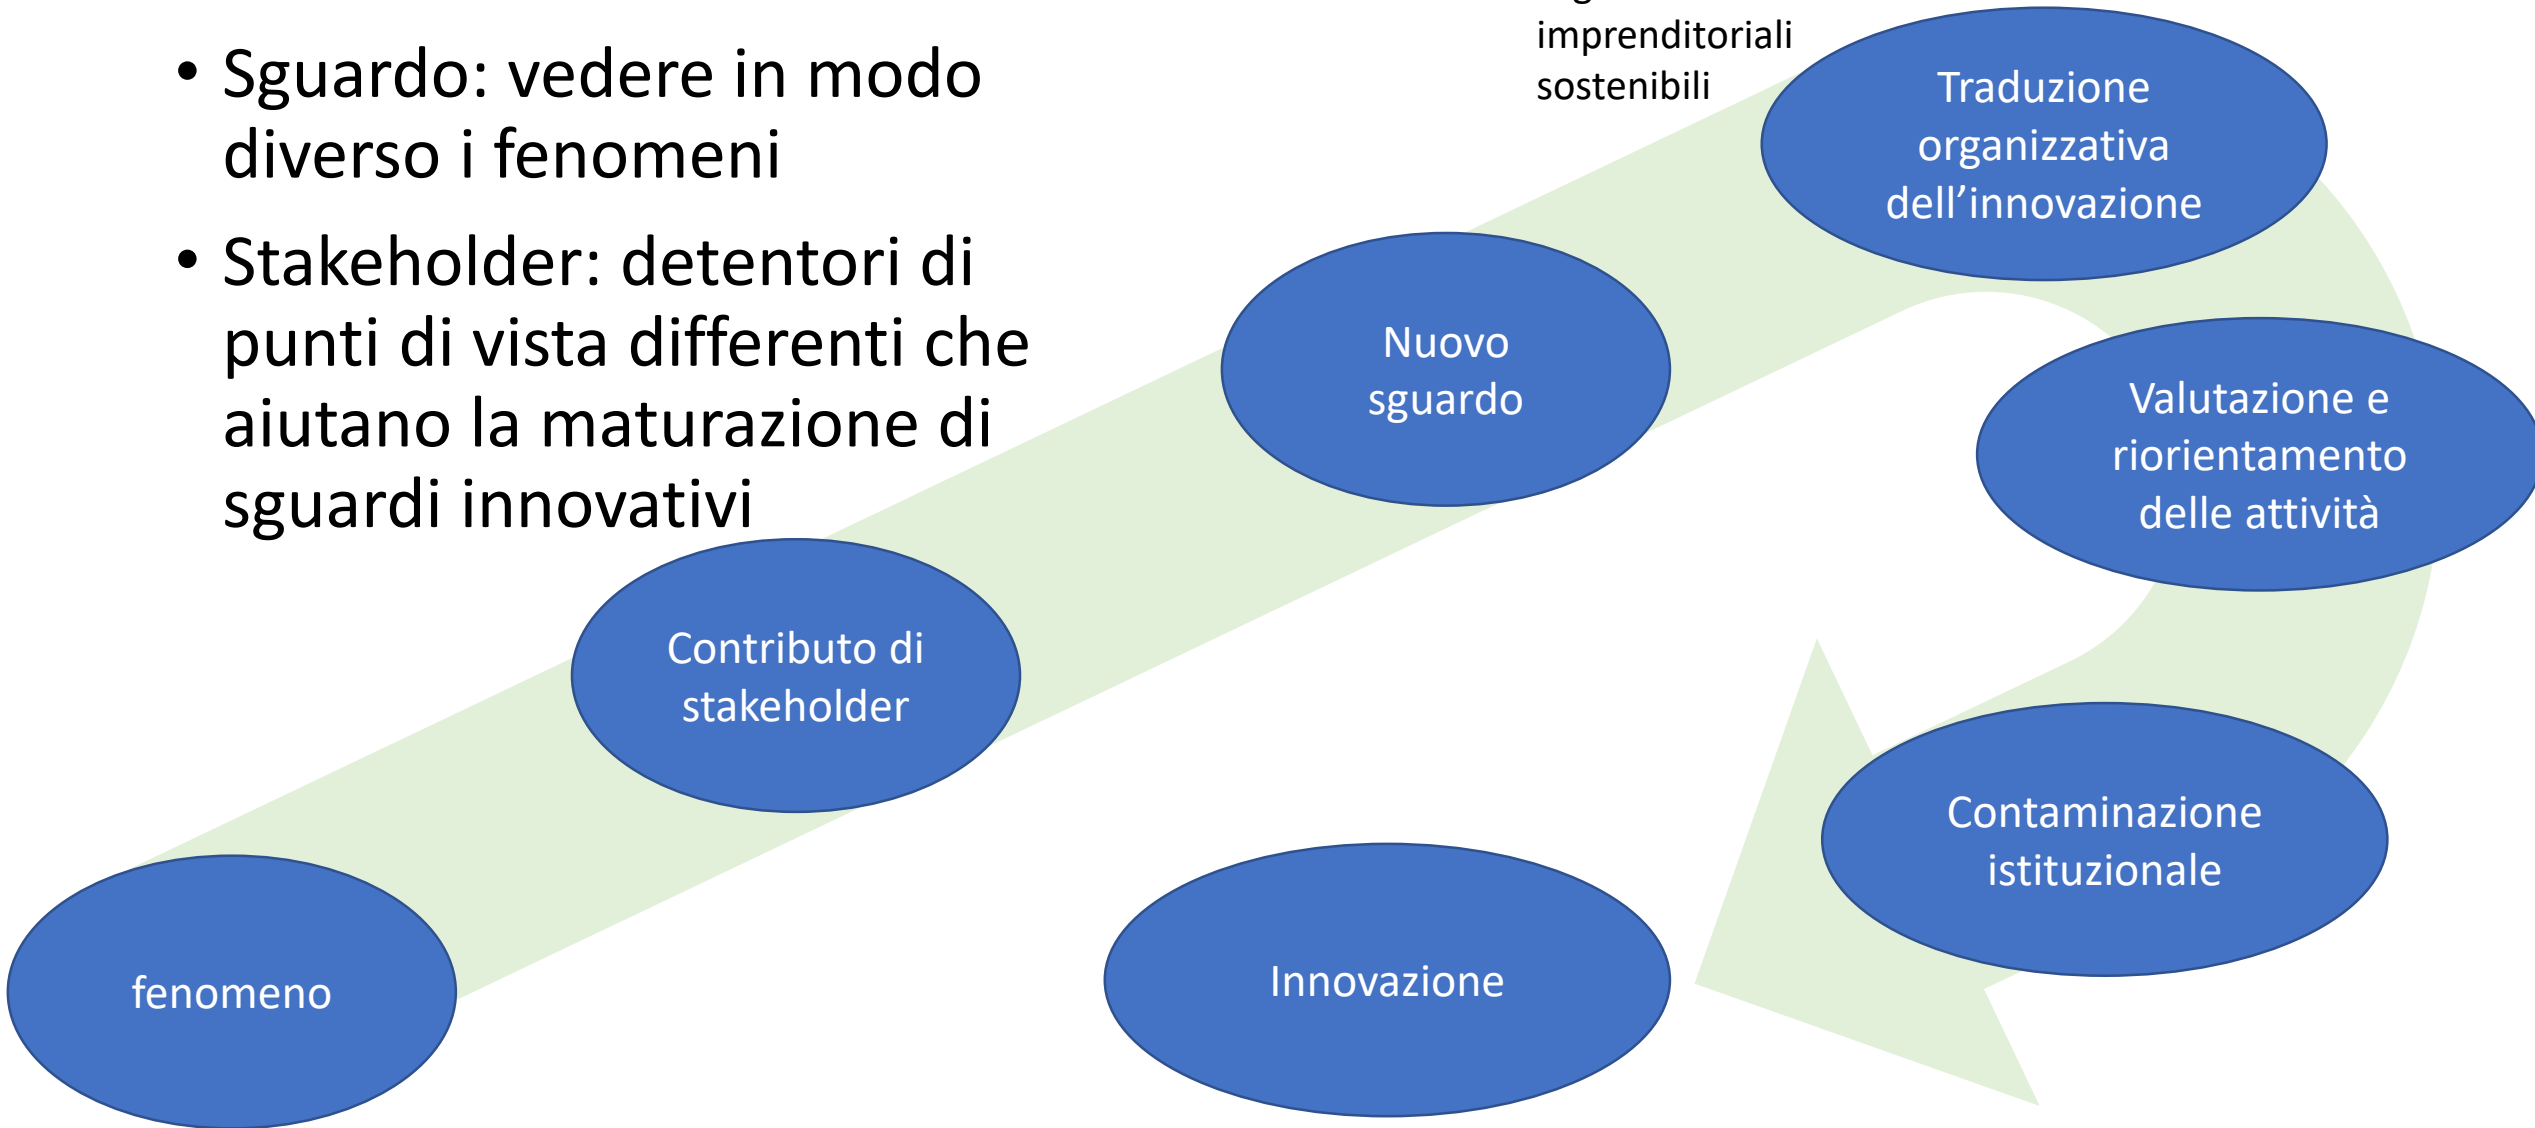 • Sguardo: vedere in modo
diverso i fenomeni
• Stakeholder: detentori di
punti di vista differenti che
aiutano la maturazione di
sguardi innovativi
imprenditoriali
sostenibili
Traduzione
organizzativa
dell’innovazione
Nuovo
sguardo
Valutazione e
riorientamento
delle attività
Contributo di
stakeholder
Contaminazione
istituzionale
Innovazione
fenomeno